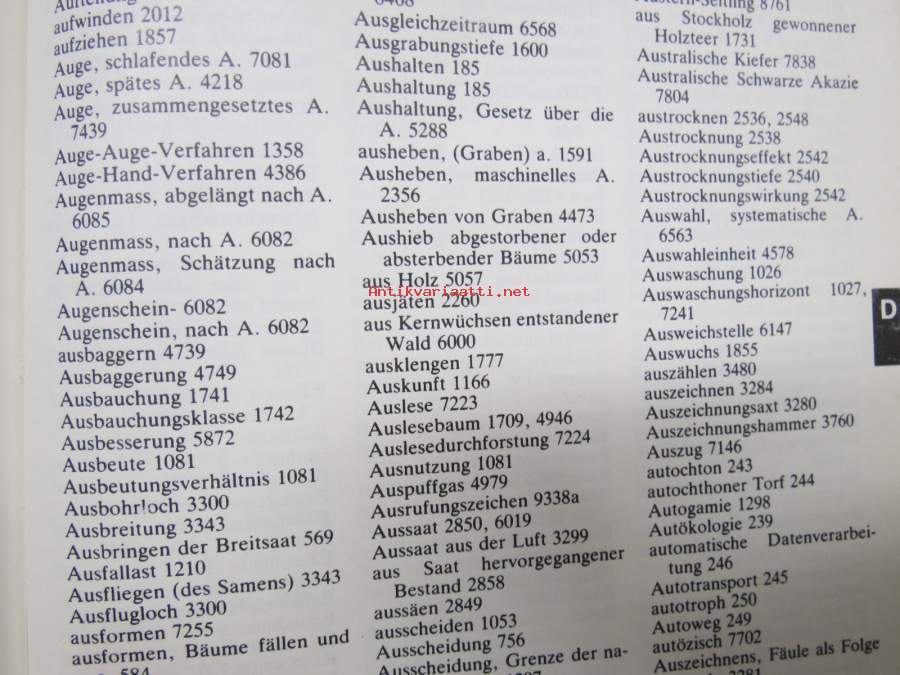 aufwinden 2012
aufziehen 1857
Auge, schlafendes A. 7081
Auge, spätes A. 4218
Auge, zusammengesetztes A.
7439
Auge-Auge-Verfahren 1358
Auge-Hand-Verfahren 4386
Augenmass, abgelängt nach A.
6085
Augenmass, nach A. 6082
Augenmass, Schätzung nach
A. 6084
Augenschein- 6082
Augenschein, nach A. 6082
ausbaggern 4739
Ausbaggerung 4749
Ausbauchung 1741
Ausbauchungsklasse 1742
Ausbesserung 5872
Ausbeute 1081
Ausbeutungsverhältnis 1081
Ausbohrloch 3300
Ausbreitung 3343
Ausbringen der Breitsaat 569
Ausfallast 1210
Ausfliegen (des Samens) 3343
Ausflugloch 3300
ausformen 7255
ausformen, Bäume fällen und
584
Ausgleichzeitraum 6568
Ausgrabungstiefe 1600
Aushalten 185
Aushaltung 185
Aushaltung, Gesetz über die
A. 5288
ausheben, (Graben) a. 1591
Ausheben, maschinelles A.
2356
Ausheben von Graben 4473
Aushieb abgestorbener oder
absterbender Bäume 5053
aus Holz 5057
Antikvariaatti.net
ausjäten 2260
aus Kernwüchsen entstandener
Wald 6000
ausklengen 1777
Auskunft 1166
Auslese 7223
Auslesebaum 1709, 4946
Auslesedurchforstung 7224
Ausnutzung 1081
Auspuffgas 4979
Ausrufungszeichen 9338a
Aussaat 2850, 6019
Aussaat aus der Luft 3299
aus Saat hervorgegangener
Bestand 2858
aussäen 2849
ausscheiden 1053
Ausscheidung 756
Ausscheidung, Grenze der na-
8761
aus Stockholz gewonnener
Holzteer 1731
Australische Kiefer 7838
Australische Schwarze Akazie
7804
austrocknen 2536, 2548
Austrocknung 2538
Austrocknungseffekt 2542
Austrocknungstiefe 2540
Austrocknungswirkung 2542
Auswahl, systematische A.
6563
Auswahleinheit 4578
Auswaschung 1026
Auswaschungshorizont 1027,
7241
Ausweichstelle 6147
Auswuchs 1855
auszählen 3480
auszeichnen 3284
Auszeichnungsaxt 3280
Auszeichnungshammer 3760
Auszug 7146
autochton 243
autochthoner Torf 244
Autogamie 1298
Autökologie 239
automatische Datenverarbei-
tung 246
Autotransport 245
autotroph 250
Autoweg 249
autözisch 7702
Auszeichnens, Fäule als Folge
D